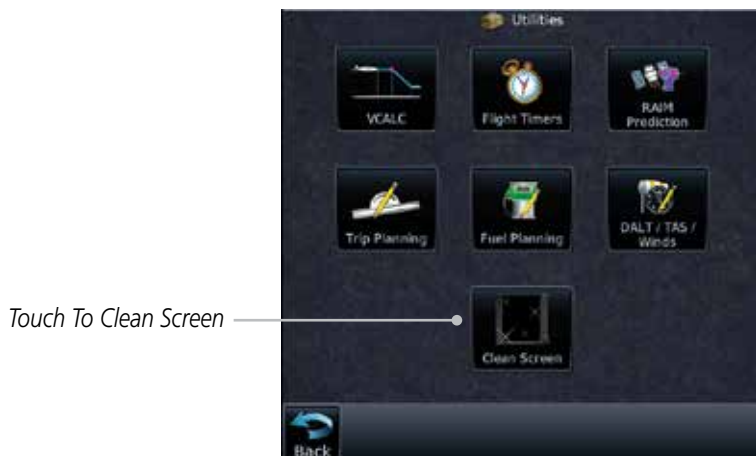 Utilities
VCALC
Flight Timers
RAIM
Prediction
Trip Planning
Fuel Planning
DALT / TAS /
Winds
Touch To Clean Screen
Clean Screen
Back